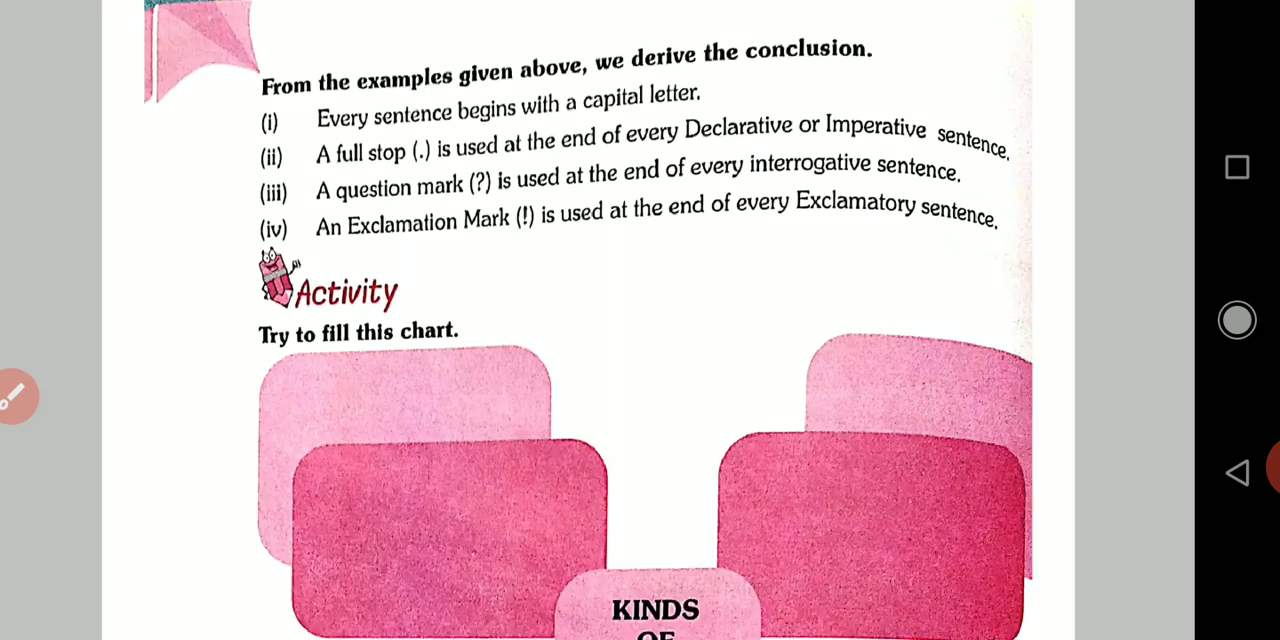 From the examples given above, we derive the conclusion.
(i) Every sentence begins with a capital letter.
(ii) A full stop (.) is used at the end of every Declarative or Imperative sentence.
(iii) A question mark (?) is used at the end of every interrogative sentence.
(iv) An Exclamation Mark (!) is used at the end of every Exclamatory sentence.
Activity
Try to fill this chart.
KINDS
OF